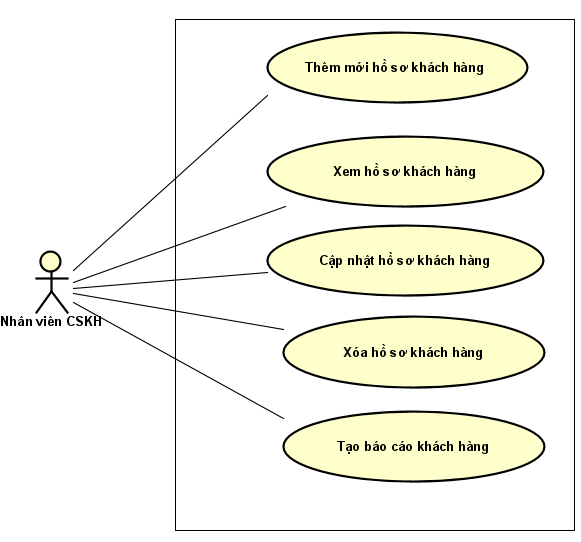 Thêm mới hồ sơ khách hàng
Xem hồ sơ khách hàng
Cập nhật hồ sơ khách hàng
Nhân viên CSKH
Xóa hồ sơ khách hàng
Tạo báo cáo khách hàng